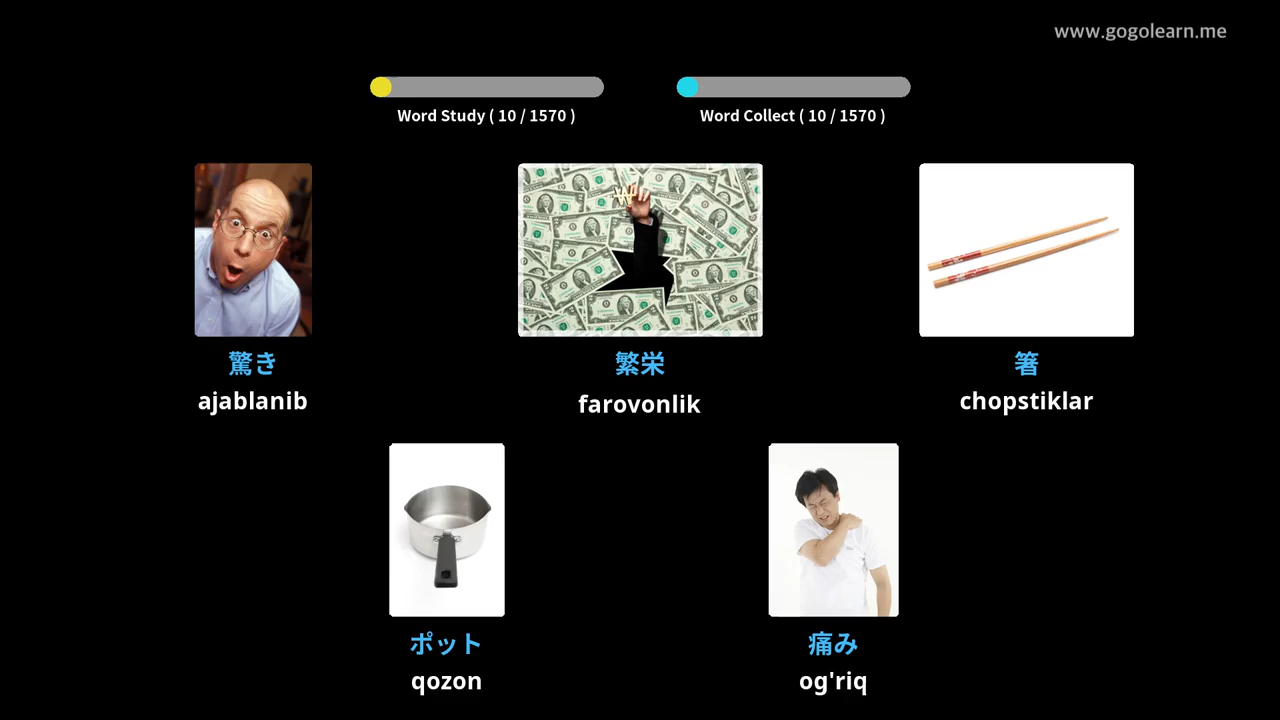 www.gogolearn.me
Word Study ( 10 / 1570 )
Word Collect ( 10 / 1570 )
驚き
ajablanib
繁栄
farovonlik
箸
chopstiklar
ポット
qozon
痛み
og'riq